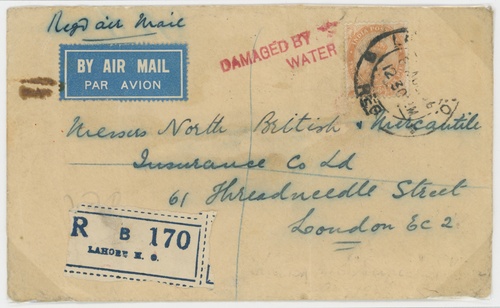 Regd air Mail
BY AIR MAIL
PAR AVION
DAMAGED BY
WATER
Messrs North British & Mercantile
Insurance Co Ld
61 Threadneedle Street
London EC 2.
R B 170
LAHORE H. O.
L